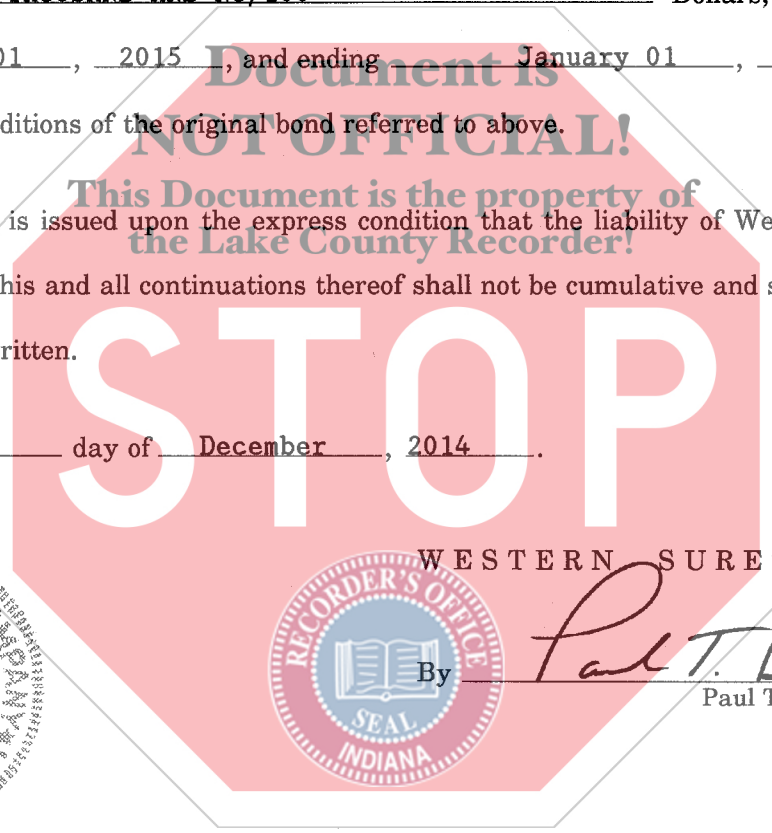 Dollars,
01, 2015, and ending January 01,
Document is
ditions of the original bond referred to above.
NOT OFFICIAL!
This Document is the property of
is issued upon the express condition that the liability of We
the Lake County Recorder!
his and all continuations thereof shall not be cumulative and s
ritten.
STOP
day of December, 2014.
WESTERN SURE
RECORDER'S OFFICE
SEAL
INDIANA
By Paul T.
Paul T